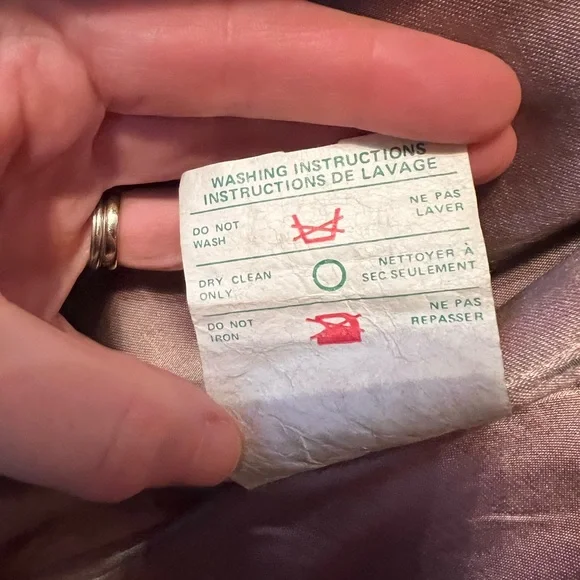 WASHING INSTRUCTIONS
INSTRUCTIONS DE LAVAGE
DO NOT
WASH
NE PAS
LAVER
DRY CLEAN
ONLY
NETTOYER À
SEC SEULEMENT
DO NOT
IRON
NE PAS
REPASSER